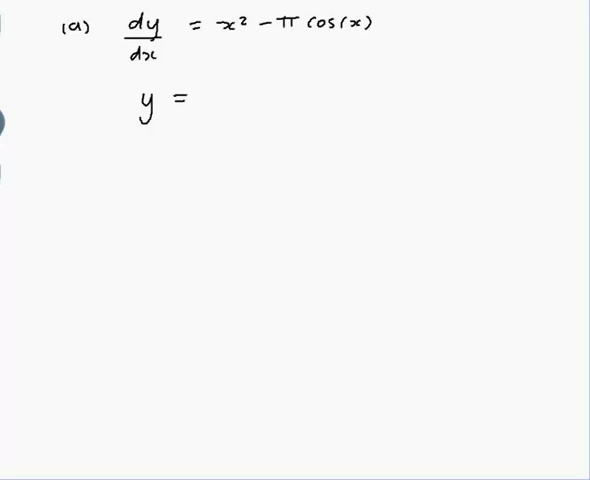 (a) dy/dx = x² - π cos(x)
y =